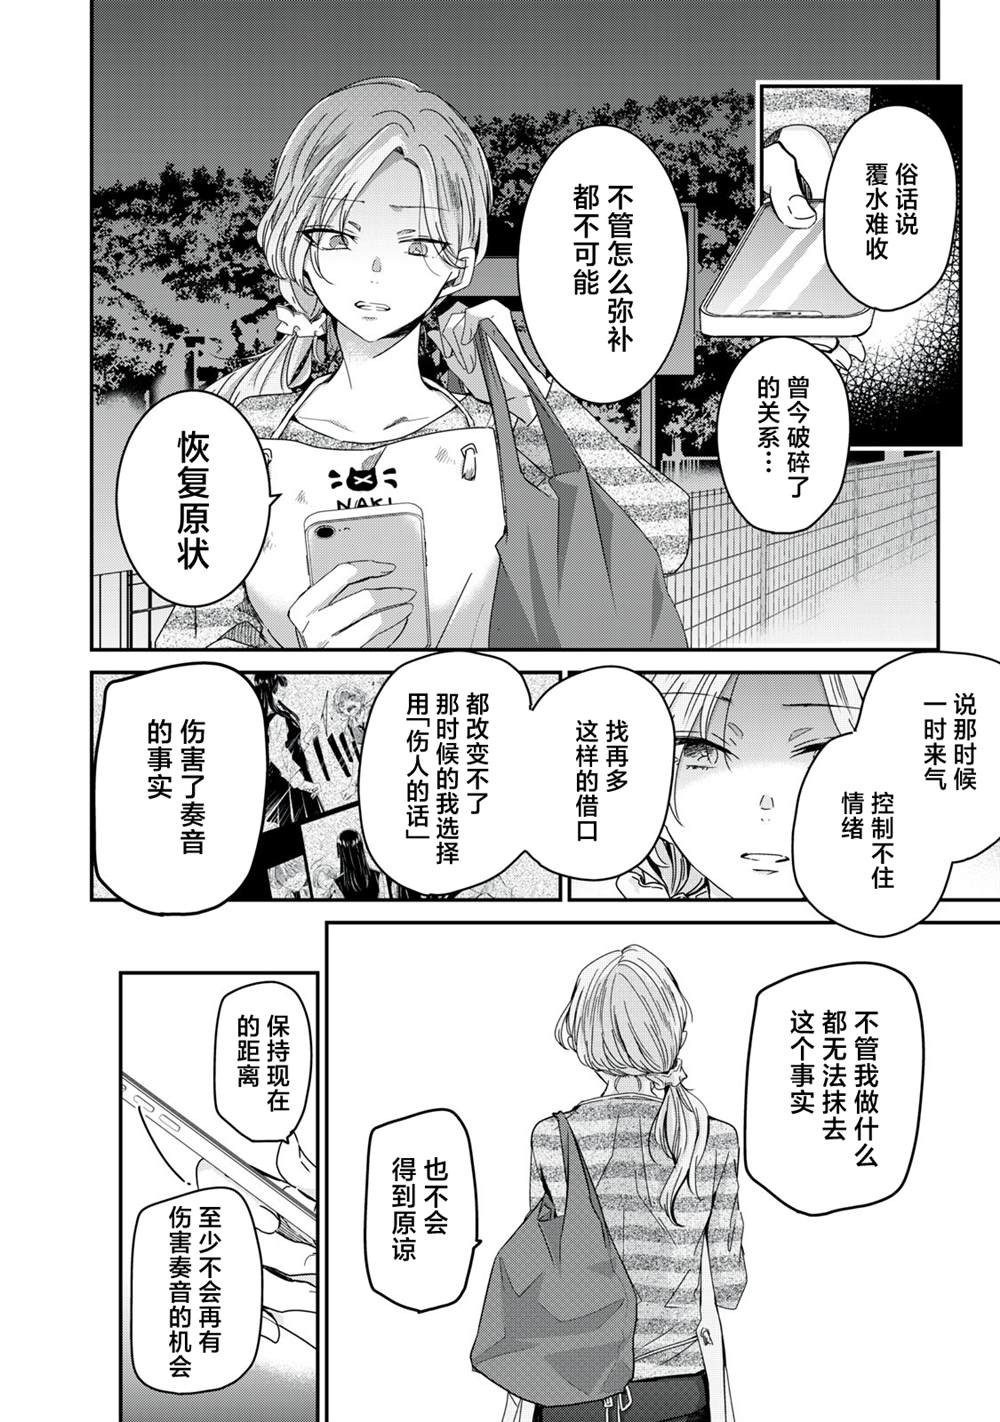 俗话说
覆水难收
曾今破碎了
的关系…
不管怎么弥补
都不可能
恢复原状
NAKI
说那时候
一时来气
控制不住
情绪
找再多
这样的借口
都改变不了
那时候的我选择
用「伤人的话」
伤害了奏音
的事实
不管我做什么
都无法抹去
这个事实
也不会
得到原谅
保持现在
的距离
至少不会再有
伤害奏音的机会